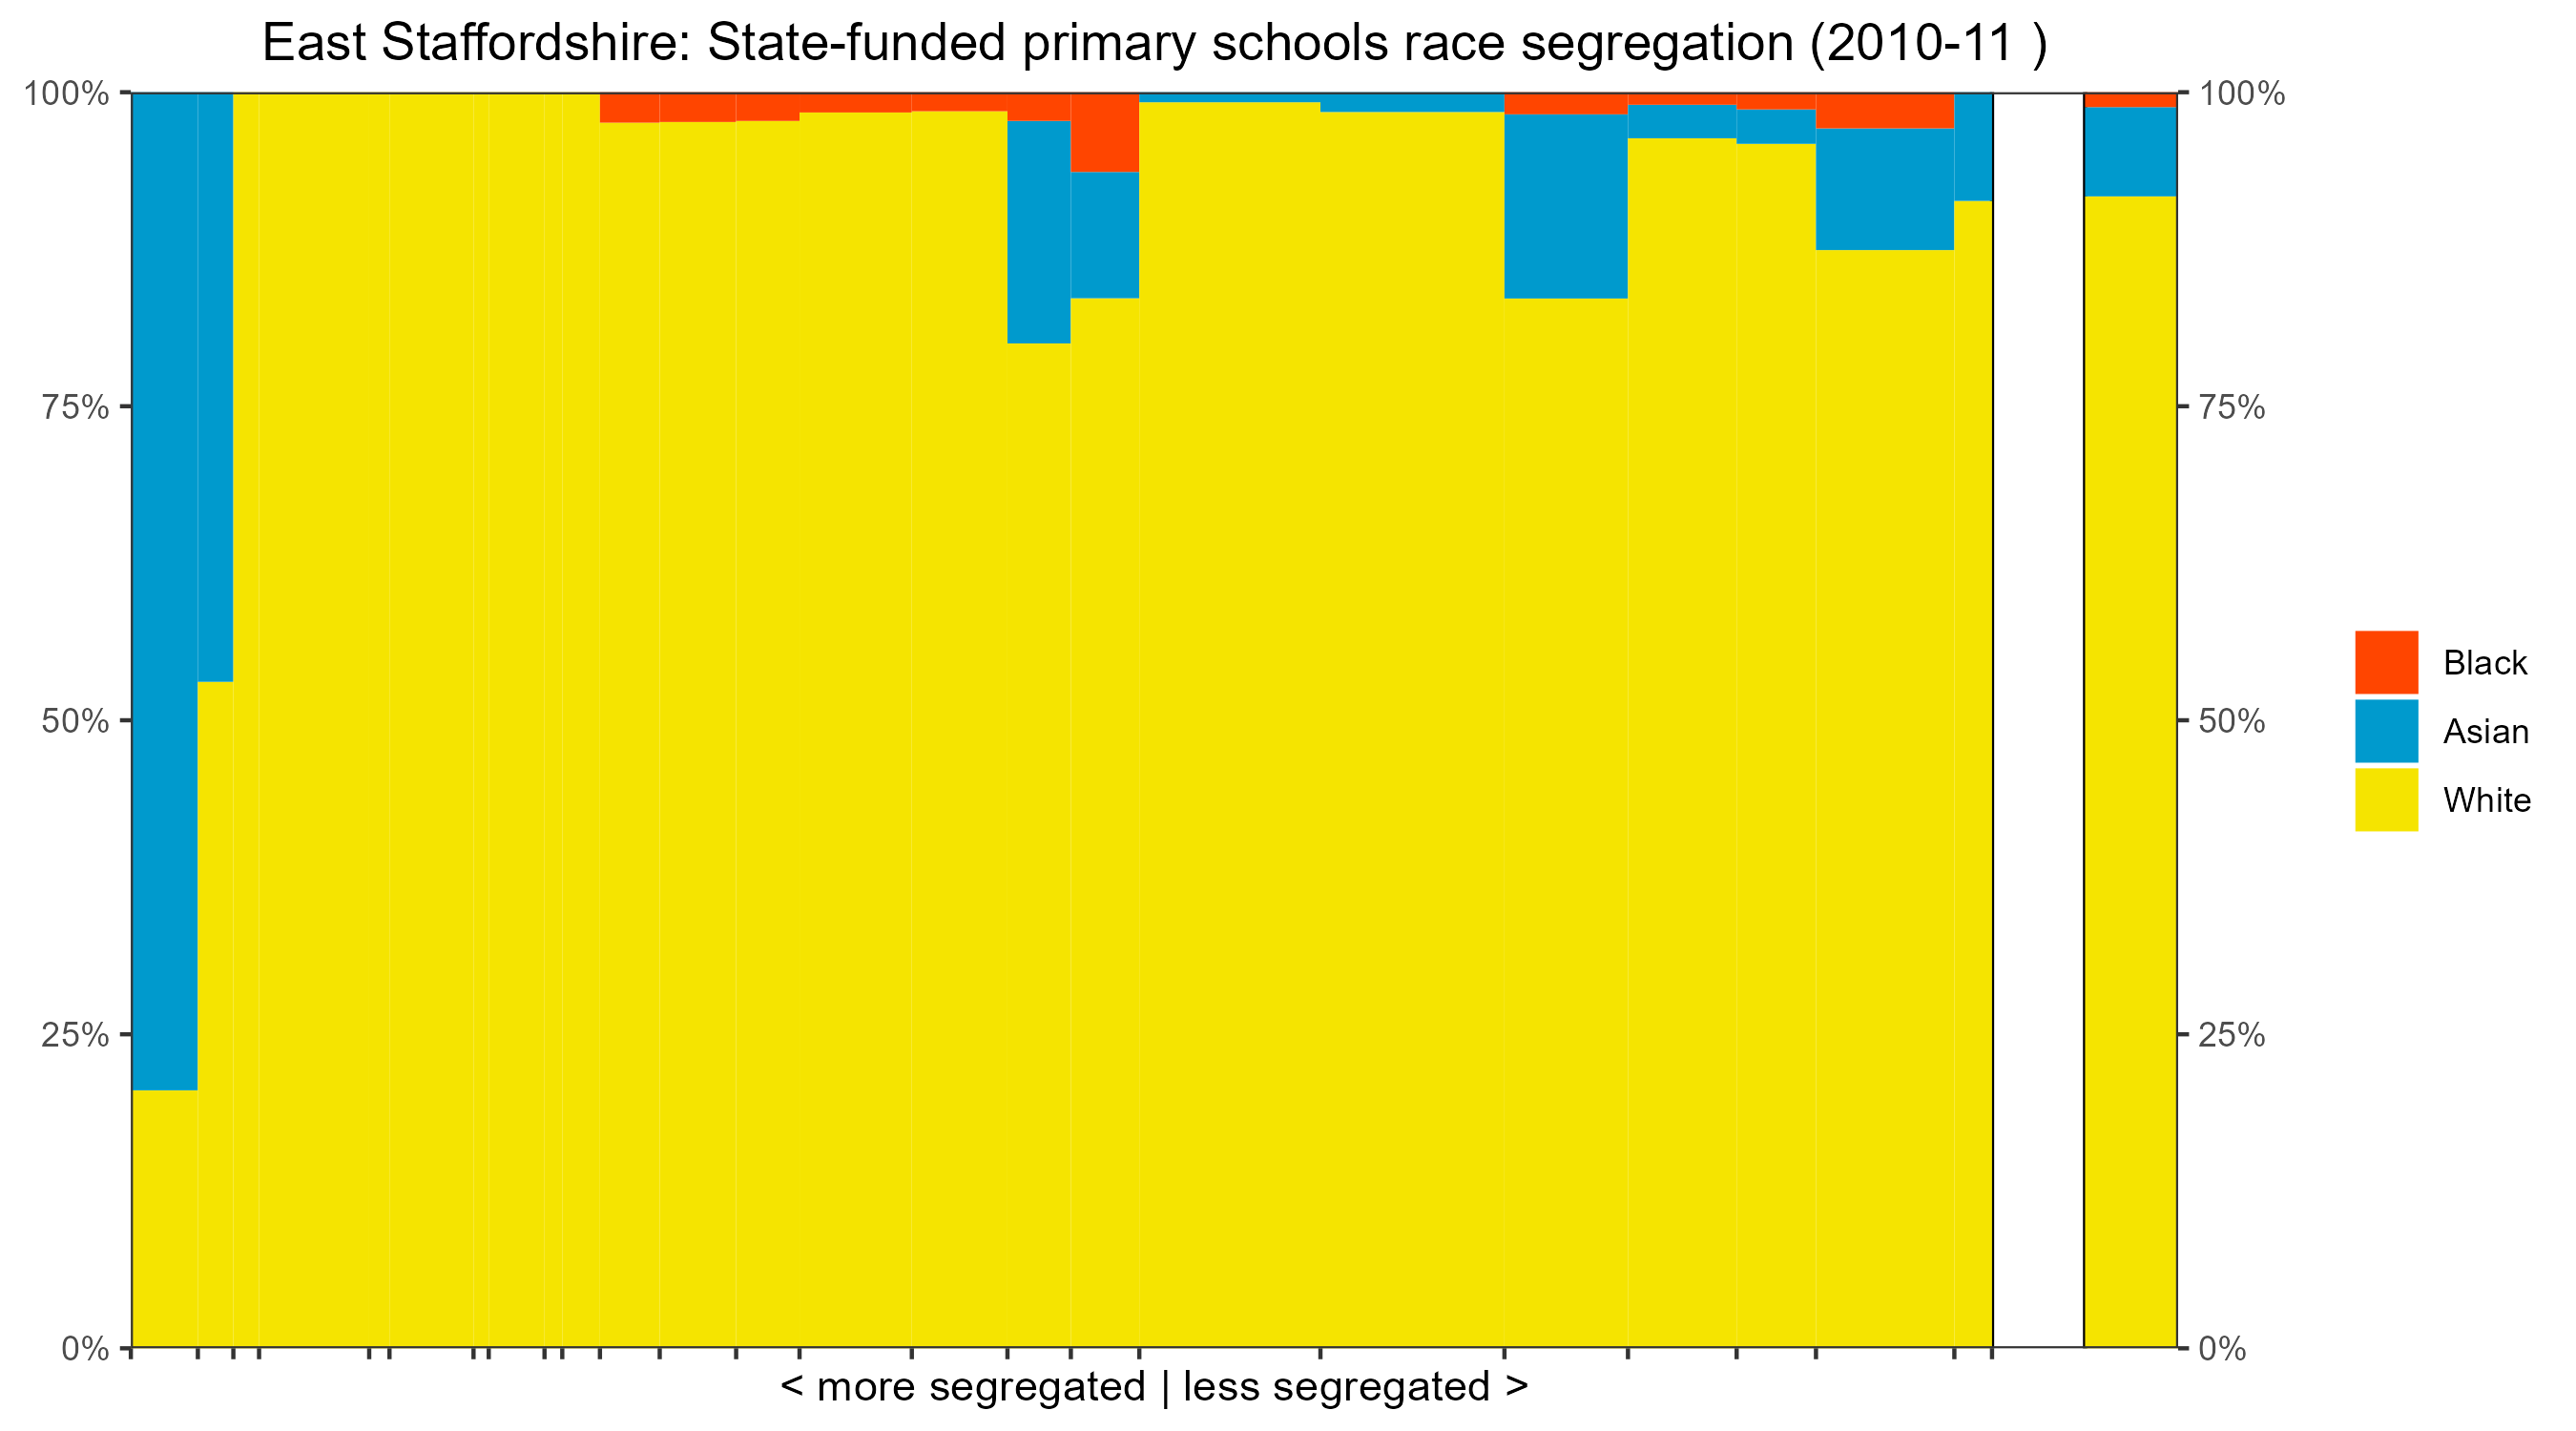 East Staffordshire: State-funded primary schools race segregation (2010-11 )
100%
75%
50%
25%
0%
100%
75%
50%
25%
0%
Black
Asian
White
< more segregated | less segregated >